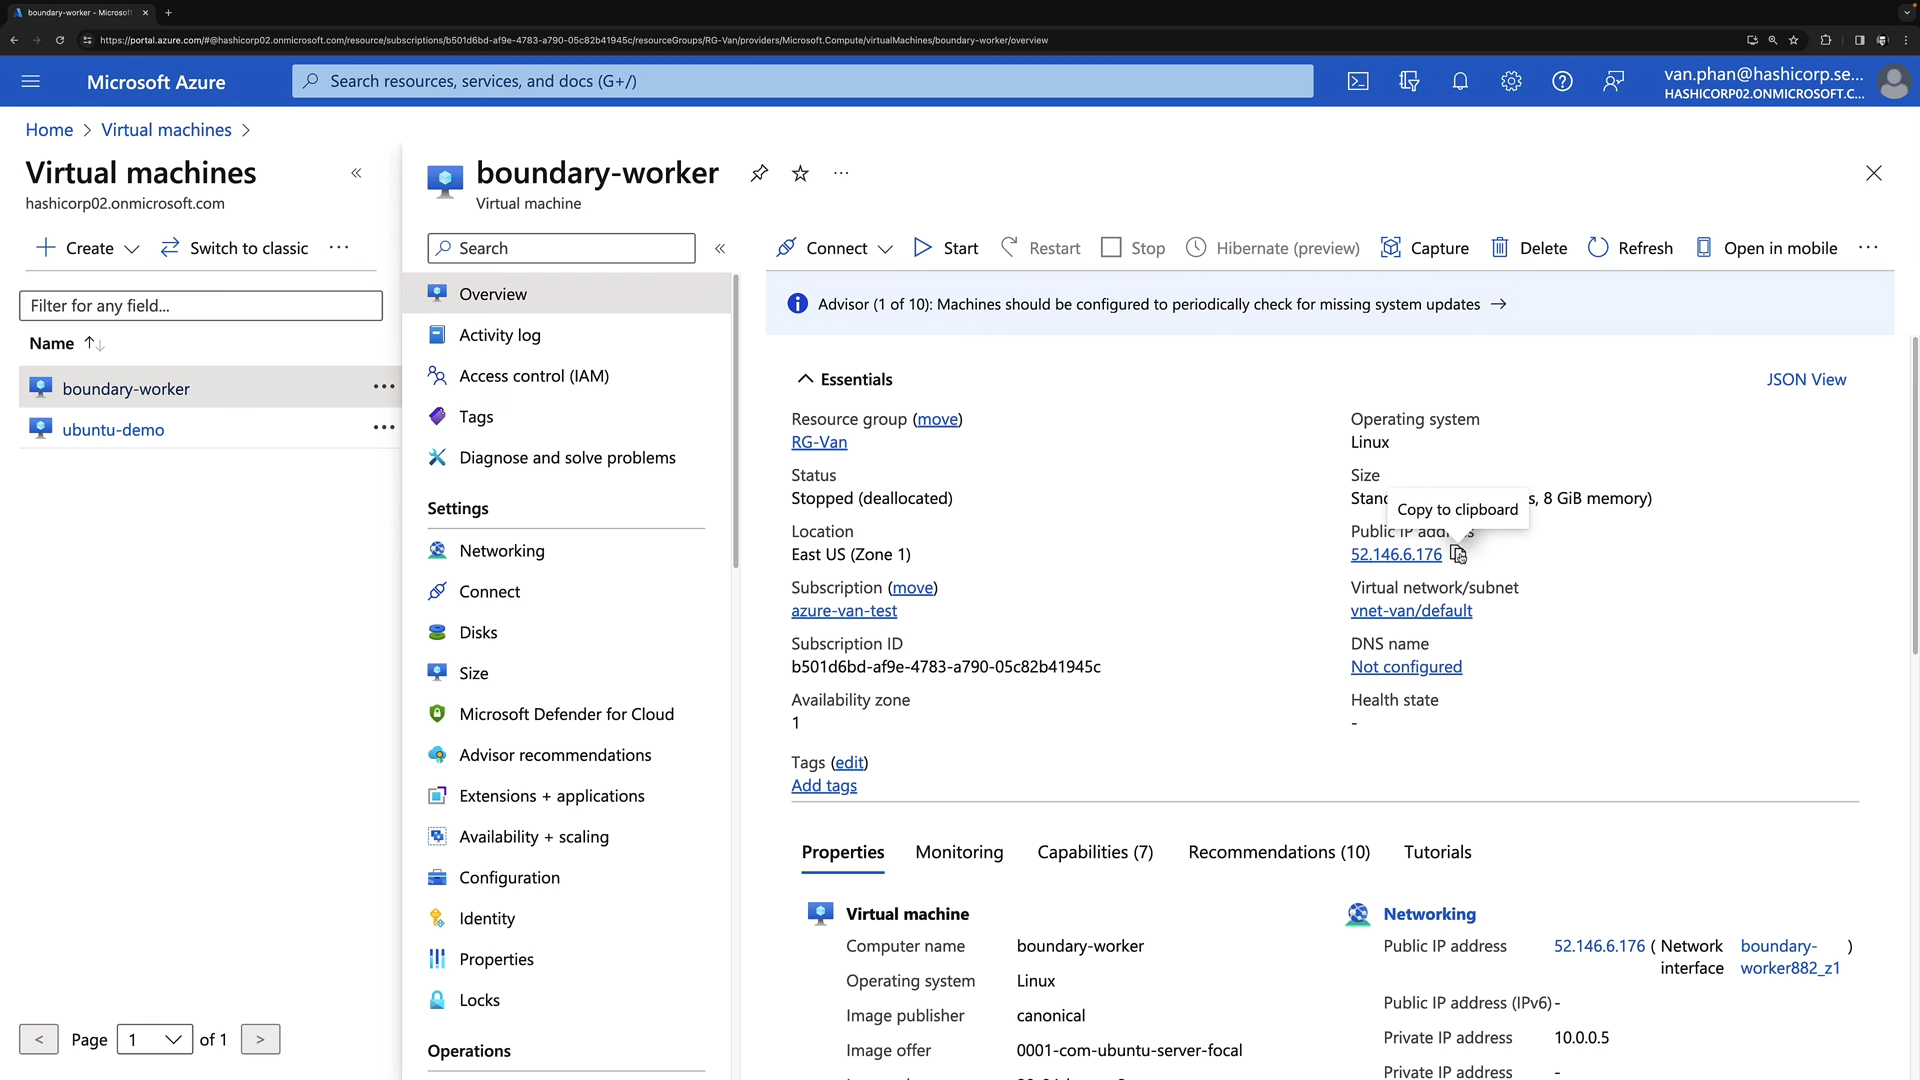 boundary-worker - Microsoft
https://portal.azure.com/#@hashicorp02.onmicrosoft.com/resource/subscriptions/b501d6bd-af9e-4783-a790-05c82b41945c/resourceGroups/RG-Van/providers/Microsoft.Compute/virtualMachines/boundary-worker/overview
Microsoft Azure
Search resources, services, and docs (G+/)
van.phan@hashicorp.se...
HASHICORP02.ONMICROSOFT.C...
Home > Virtual machines >
Virtual machines
hashicorp02.onmicrosoft.com
Create
Switch to classic
Filter for any field...
Name
boundary-worker
ubuntu-demo
< Page 1 of 1 >
boundary-worker
Virtual machine
Search
Overview
Activity log
Access control (IAM)
Tags
Diagnose and solve problems
Settings
Networking
Connect
Disks
Size
Microsoft Defender for Cloud
Advisor recommendations
Extensions + applications
Availability + scaling
Configuration
Identity
Properties
Locks
Operations
Connect Start Restart Stop Hibernate (preview) Capture Delete Refresh Open in mobile
Advisor (1 of 10): Machines should be configured to periodically check for missing system updates →
Essentials
JSON View
Resource group (move)
RG-Van
Status
Stopped (deallocated)
Location
East US (Zone 1)
Subscription (move)
azure-van-test
Subscription ID
b501d6bd-af9e-4783-a790-05c82b41945c
Availability zone
1
Operating system
Linux
Size
8 GiB memory)
Copy to clipboard
Public IP
52.146.6.176
Virtual network/subnet
vnet-van/default
DNS name
Not configured
Health state
-
Tags (edit)
Add tags
Properties Monitoring Capabilities (7) Recommendations (10) Tutorials
Virtual machine
Computer name boundary-worker
Operating system Linux
Image publisher canonical
Image offer 0001-com-ubuntu-server-focal
Networking
Public IP address 52.146.6.176 ( Network interface boundary-worker882_z1 )
Public IP address (IPv6) -
Private IP address 10.0.0.5
Private IP address -